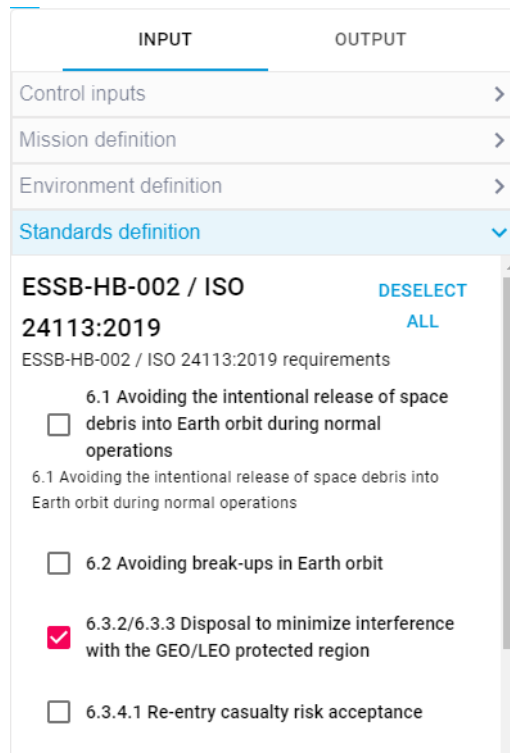 INPUT OUTPUT
Control inputs
Mission definition
Environment definition
Standards definition
ESSB-HB-002 / ISO
24113:2019
DESELECT
ALL
ESSB-HB-002 / ISO 24113:2019 requirements
6.1 Avoiding the intentional release of space
debris into Earth orbit during normal
operations
6.1 Avoiding the intentional release of space debris into
Earth orbit during normal operations
6.2 Avoiding break-ups in Earth orbit
6.3.2/6.3.3 Disposal to minimize interference
with the GEO/LEO protected region
6.3.4.1 Re-entry casualty risk acceptance